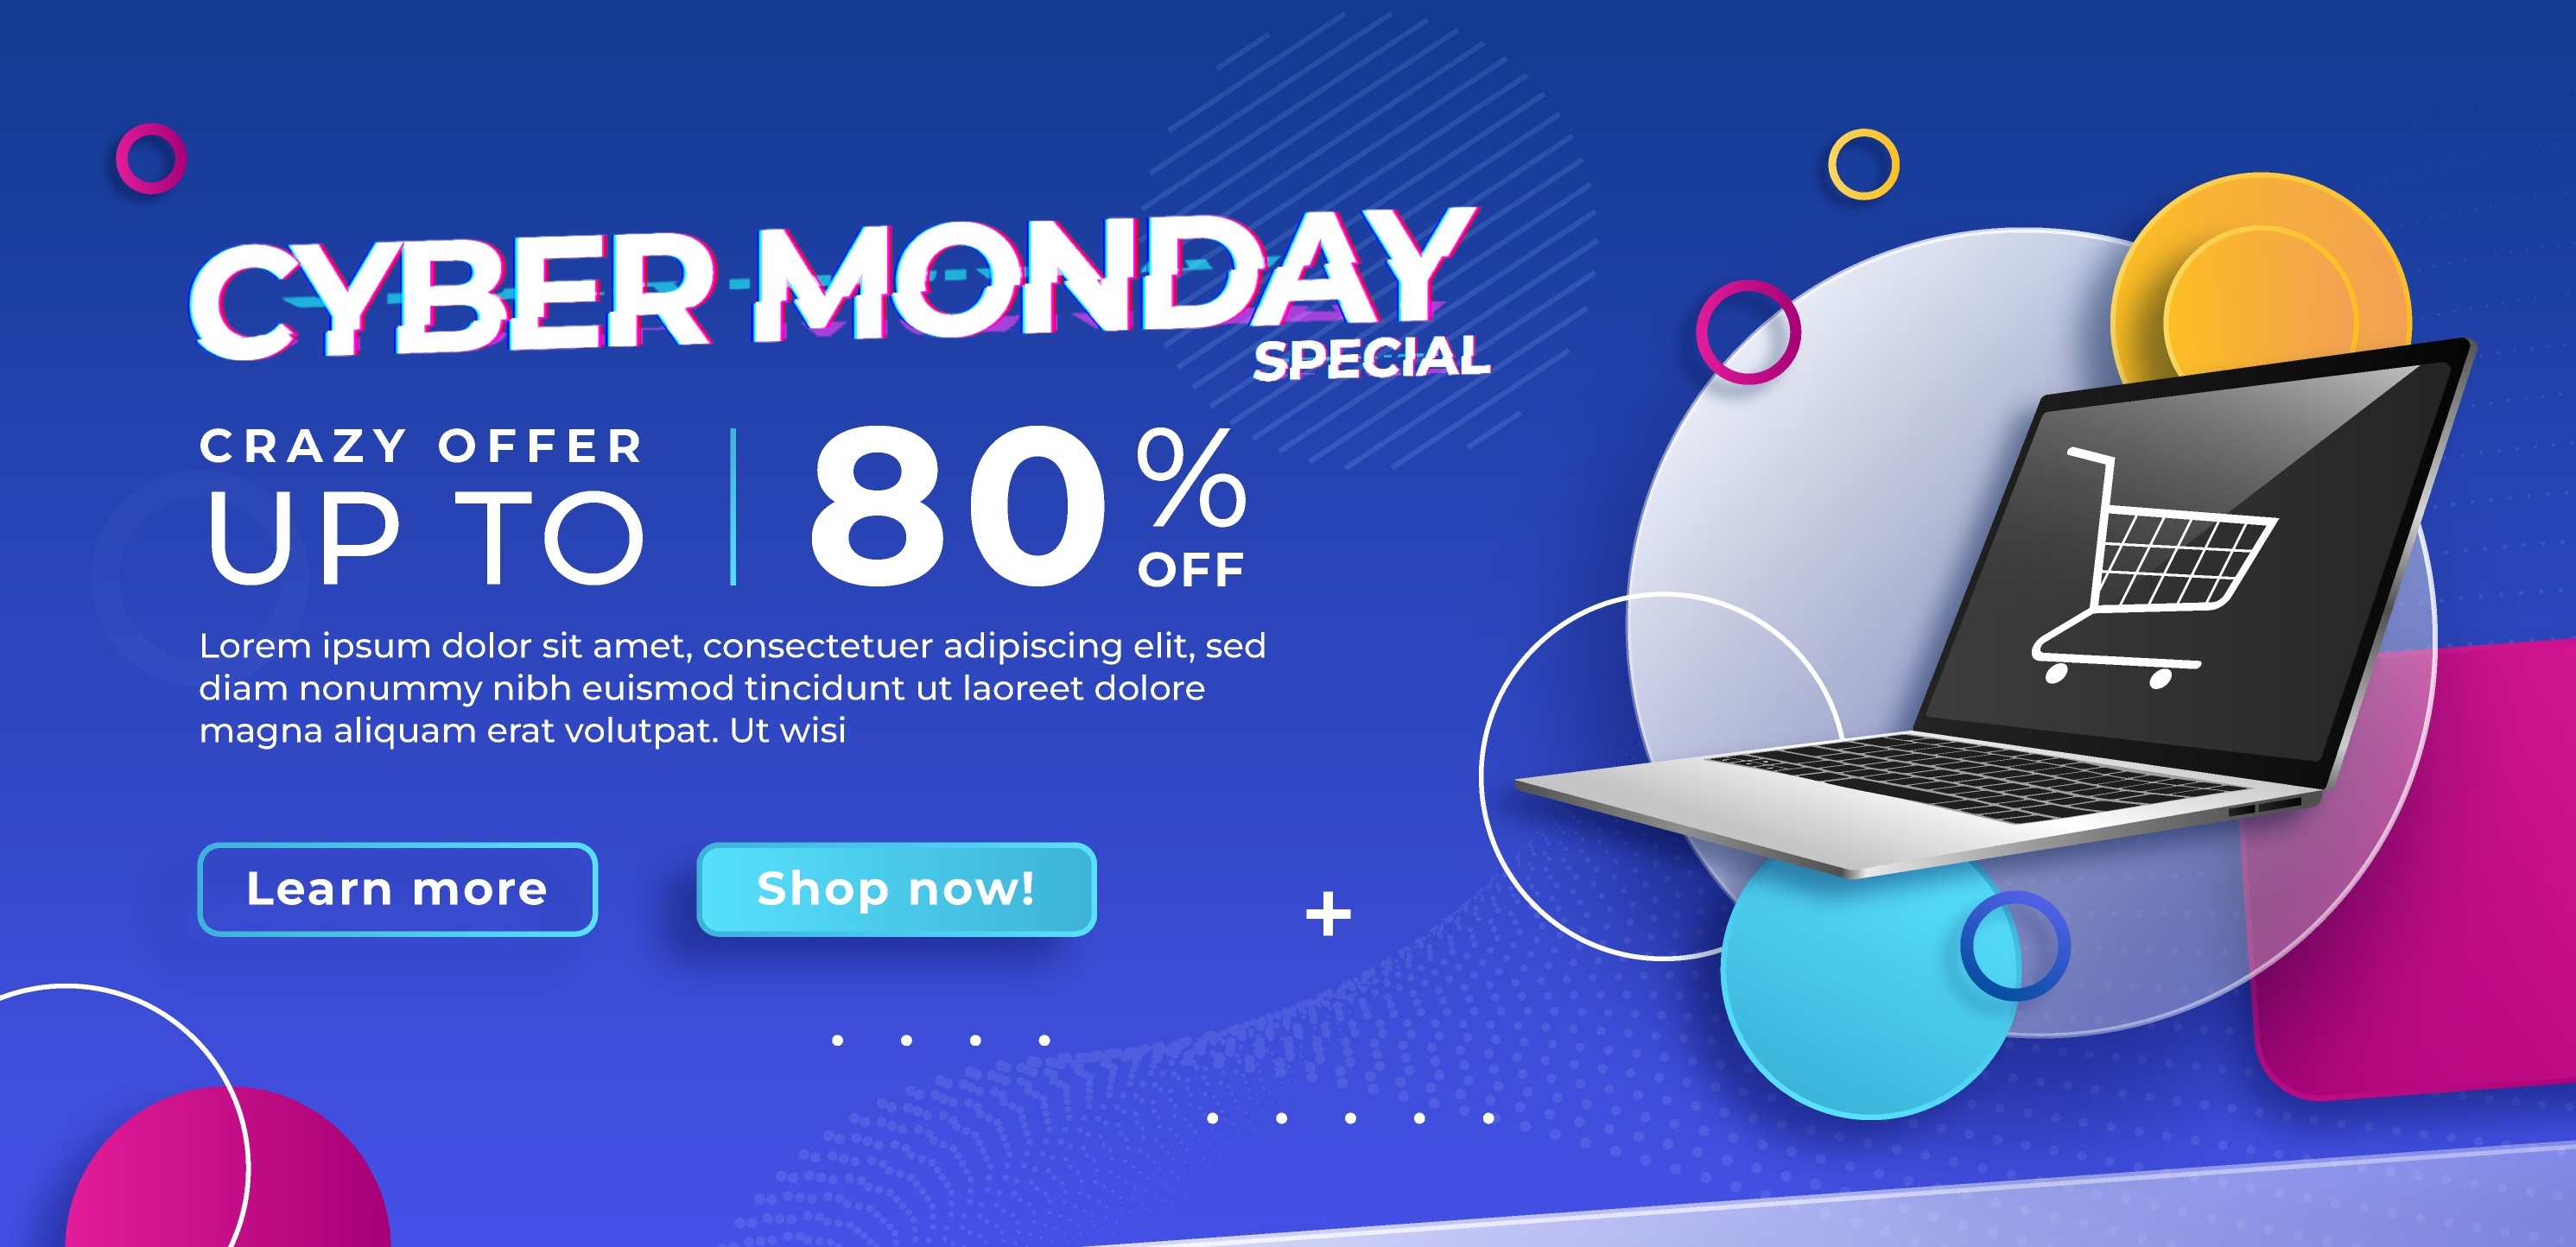 CYBER MONDAY
SPECIAL
CRAZY OFFER
UP TO
80%
OFF
Lorem ipsum dolor sit amet, consectetuer adipiscing elit, sed
diam nonummy nibh euismod tincidunt ut laoreet dolore
magna aliquam erat volutpat. Ut wisi
Learn more
Shop now!